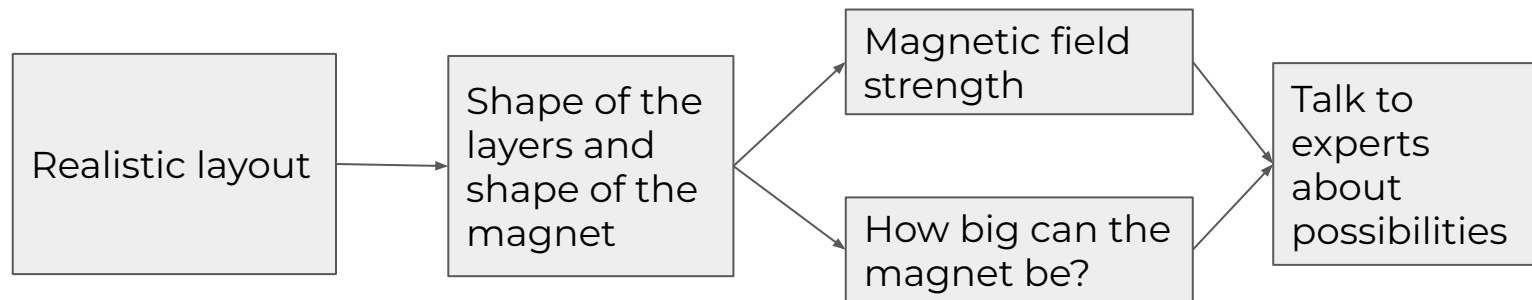 Realistic layout
Shape of the
layers and
shape of the
magnet
Magnetic field
strength
How big can the
magnet be?
Talk to
experts
about
possibilities